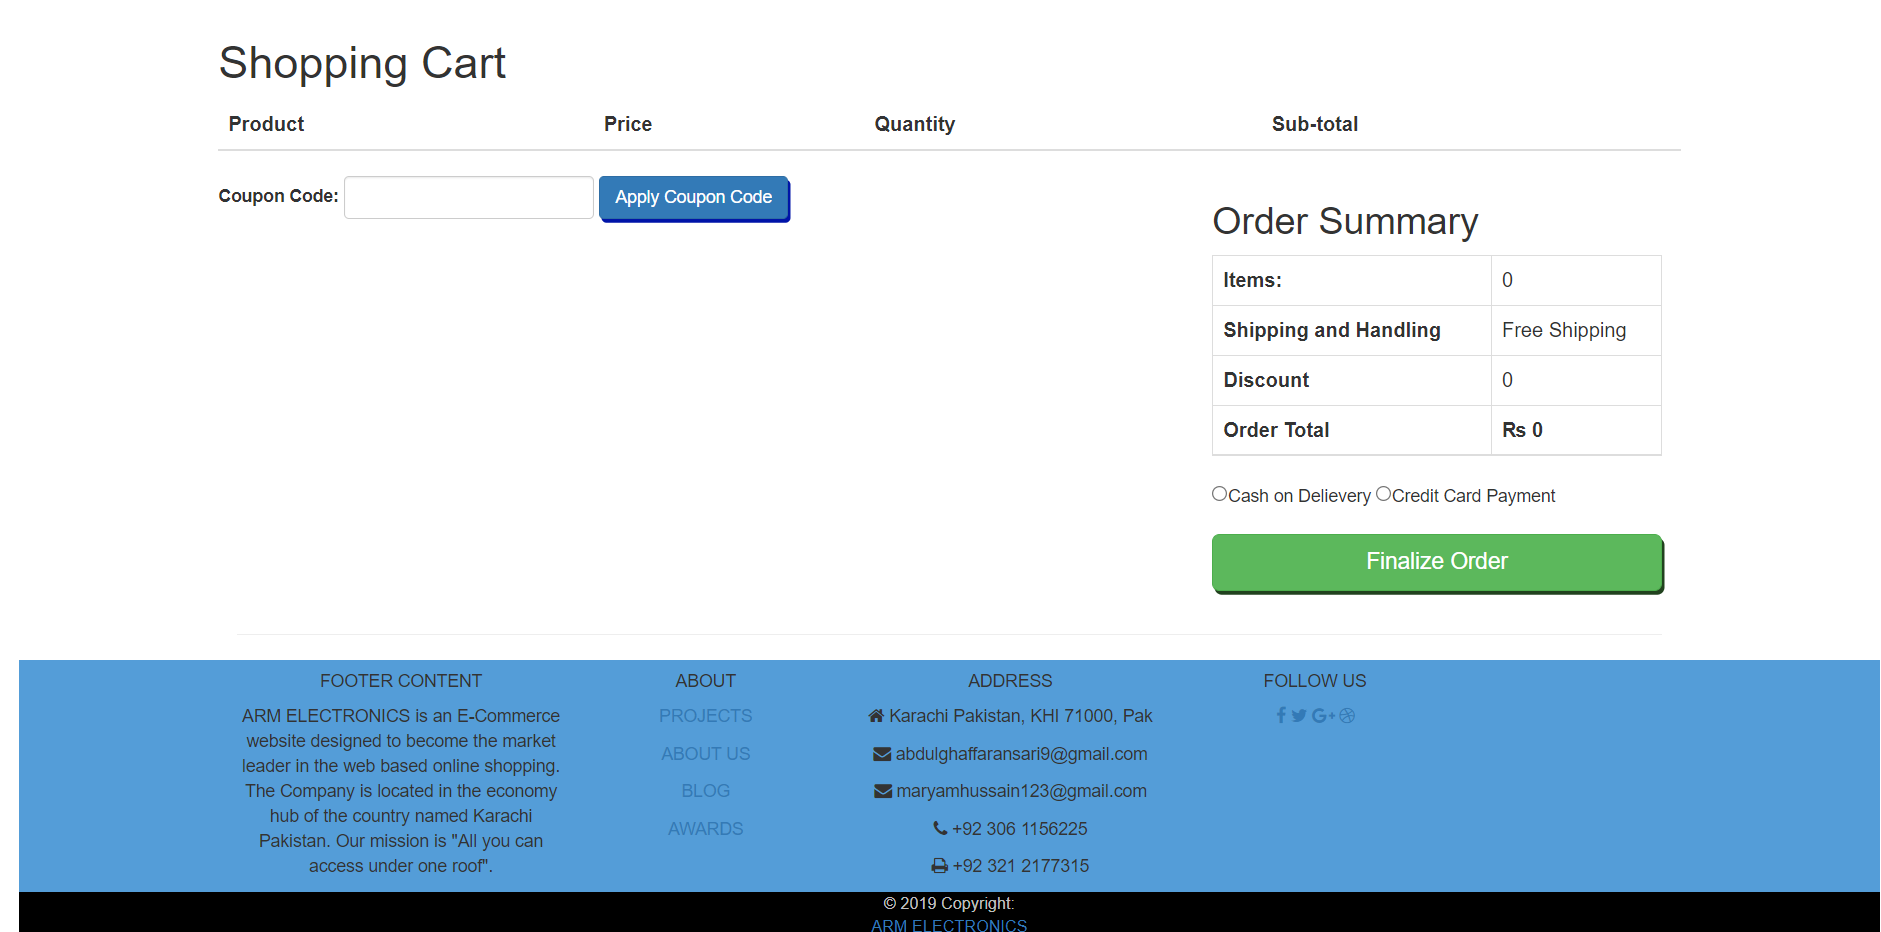 Shopping Cart
Product Price Quantity Sub-total
Coupon Code: Apply Coupon Code
Order Summary
Items: 0
Shipping and Handling Free Shipping
Discount 0
Order Total Rs 0
Cash on Delievery Credit Card Payment
Finalize Order
FOOTER CONTENT
ARM ELECTRONICS is an E-Commerce
website designed to become the market
leader in the web based online shopping.
The Company is located in the economy
hub of the country named Karachi
Pakistan. Our mission is "All you can
access under one roof".
ABOUT
PROJECTS
ABOUT US
BLOG
AWARDS
ADDRESS
Karachi Pakistan, KHI 71000, Pak
abdulghaffaransari9@gmail.com
maryamhussain123@gmail.com
+92 306 1156225
+92 321 2177315
FOLLOW US
© 2019 Copyright:
ARM ELECTRONICS